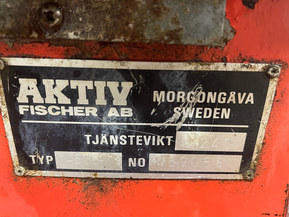 AKTIV
FISCHER AB
MORGONGÅVA
SWEDEN
TJÄNSTEVIKT
TYP NO